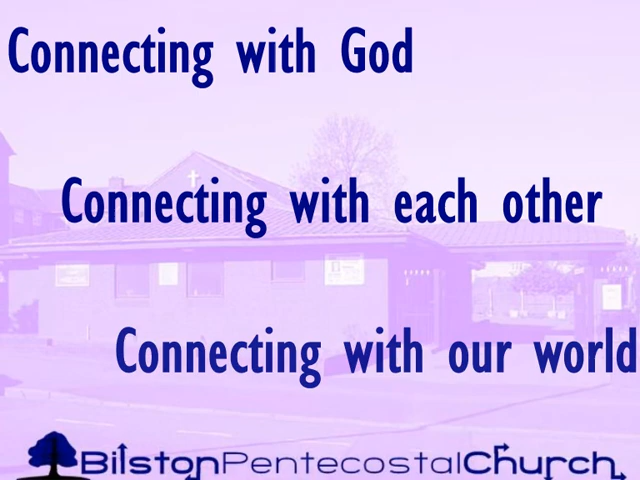 Connecting with God
Connecting with each other
Connecting with our world
BilstonPentecostalChurch